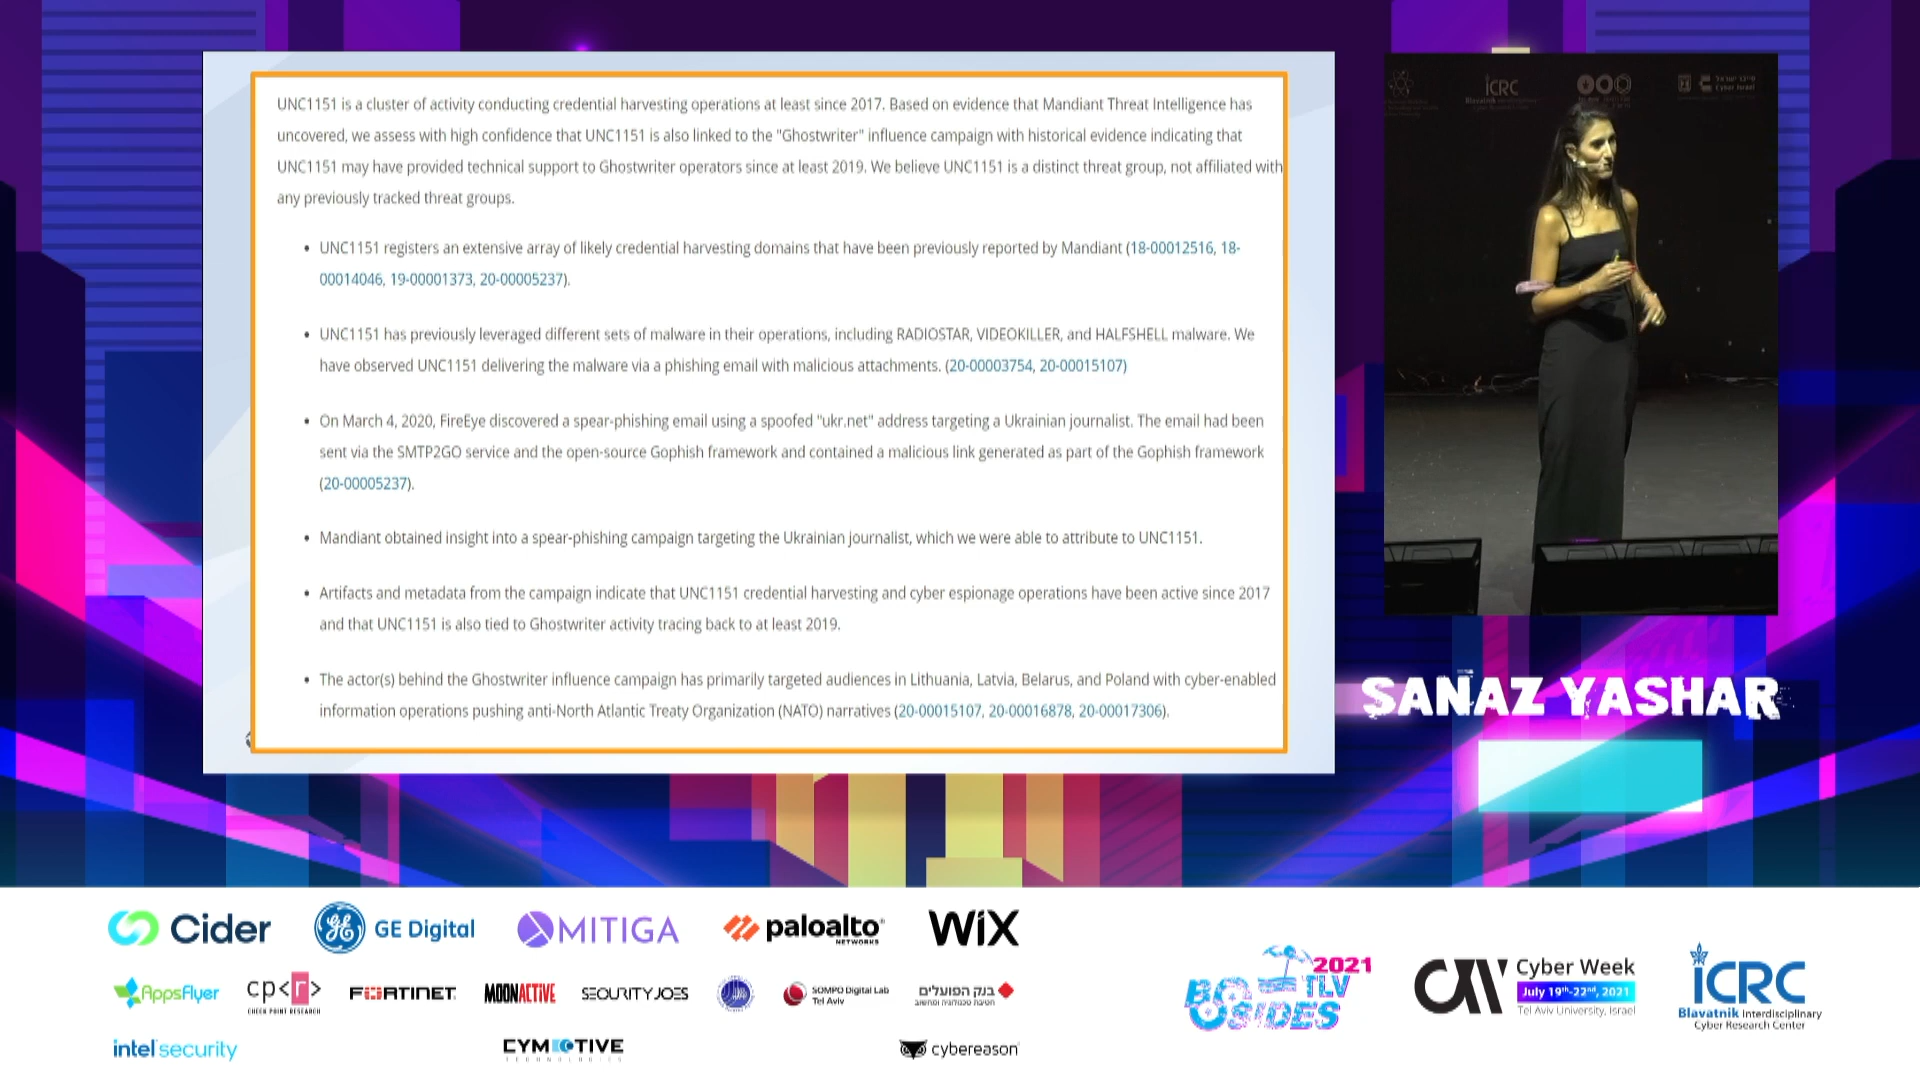 UNC1151 is a cluster of activity conducting credential harvesting operations at least since 2017. Based on evidence that Mandiant Threat Intelligence has
uncovered, we assess with high confidence that UNC1151 is also linked to the "Ghostwriter" influence campaign with historical evidence indicating that
UNC1151 may have provided technical support to Ghostwriter operators since at least 2019. We believe UNC1151 is a distinct threat group, not affiliated with
any previously tracked threat groups.
• UNC1151 registers an extensive array of likely credential harvesting domains that have been previously reported by Mandiant (18-00012516, 18-
00014046, 19-00001373, 20-00005237).
• UNC1151 has previously leveraged different sets of malware in their operations, including RADIOSTAR, VIDEOKILLER, and HALFSHELL malware. We
have observed UNC1151 delivering the malware via a phishing email with malicious attachments. (20-00003754, 20-00015107)
• On March 4, 2020, FireEye discovered a spear-phishing email using a spoofed "ukr.net" address targeting a Ukrainian journalist. The email had been
sent via the SMTP2GO service and the open-source Gophish framework and contained a malicious link generated as part of the Gophish framework
(20-00005237).
• Mandiant obtained insight into a spear-phishing campaign targeting the Ukrainian journalist, which we were able to attribute to UNC1151.
• Artifacts and metadata from the campaign indicate that UNC1151 credential harvesting and cyber espionage operations have been active since 2017
and that UNC1151 is also tied to Ghostwriter activity tracing back to at least 2019.
• The actor(s) behind the Ghostwriter influence campaign has primarily targeted audiences in Lithuania, Latvia, Belarus, and Poland with cyber-enabled
information operations pushing anti-North Atlantic Treaty Organization (NATO) narratives (20-00015107, 20-00016878, 20-00017306).
ICRC
Blavatnik
Cyber Israel
SANAZ YASHAR
Cider
GE Digital
MITIGA
paloalto
NETWORKS
WiX
AppsFlyer
cp<r>
CHECK POINT RESEARCH
FORTINET
MOONACTIVE
SECURITY JOES
SOMPO Digital Lab
Tel Aviv
בנק הפועלים
חטיבת טכנולוגיה ומחשוב
intel security
CYMOTIVE
TECHNOLOGIES
cybereason
2021
TLV
BSIDES
Cyber Week
July 19th-22nd, 2021
Tel Aviv University, Israel
ICRC
Blavatnik Interdisciplinary
Cyber Research Center